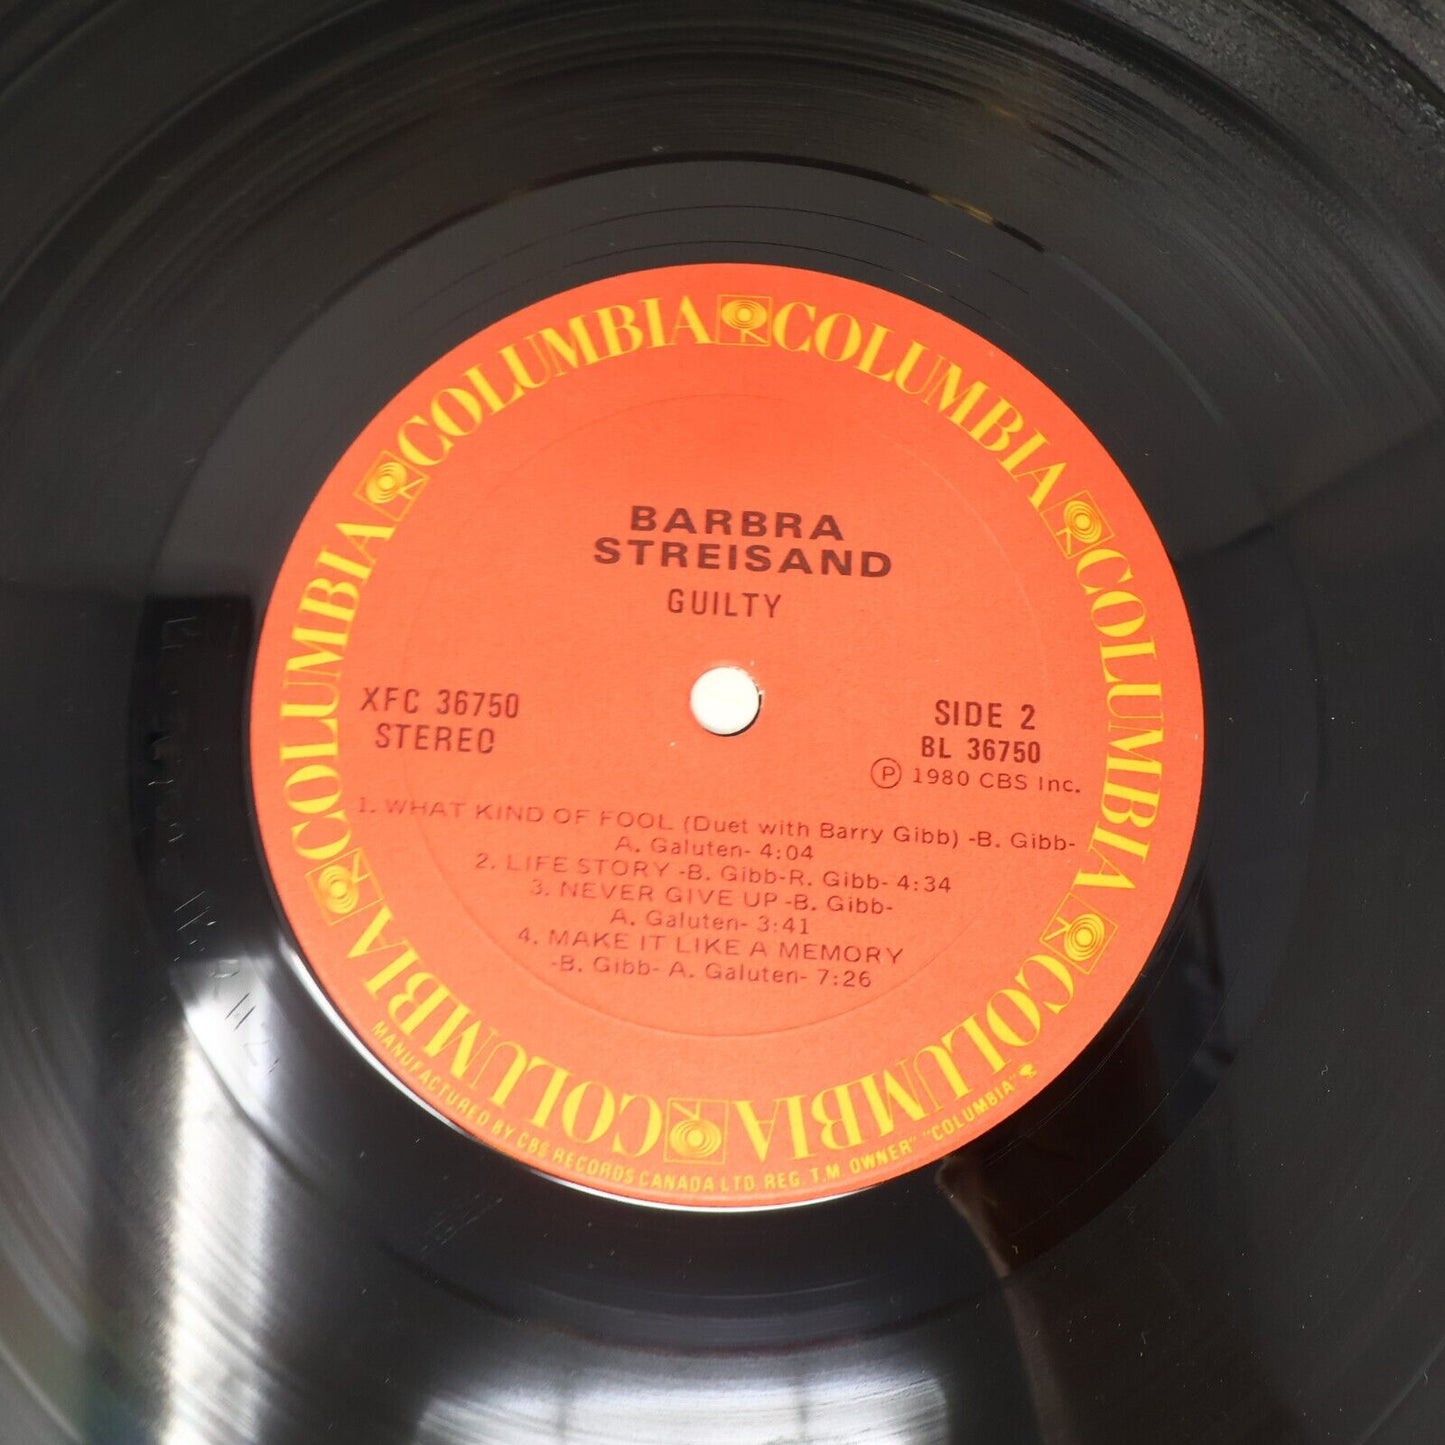 COLUMBIA COLUMBIA COLUMBIA COLUMBIA COLUMBIA COLUMBIA
BARBRA
STREISAND
GUILTY
XFC 36750
STEREO
SIDE 2
BL 36750
Ⓟ 1980 CBS Inc.
1. WHAT KIND OF FOOL (Duet with Barry Gibb) -B. Gibb-
A. Galuten- 4:04
2. LIFE STORY -B. Gibb-R. Gibb- 4:34
3. NEVER GIVE UP -B. Gibb-
A. Galuten- 3:41
4. MAKE IT LIKE A MEMORY
-B. Gibb- A. Galuten- 7:26
MANUFACTURED BY CBS RECORDS CANADA LTD. REG. T.M. OWNER" "COLUMBIA"